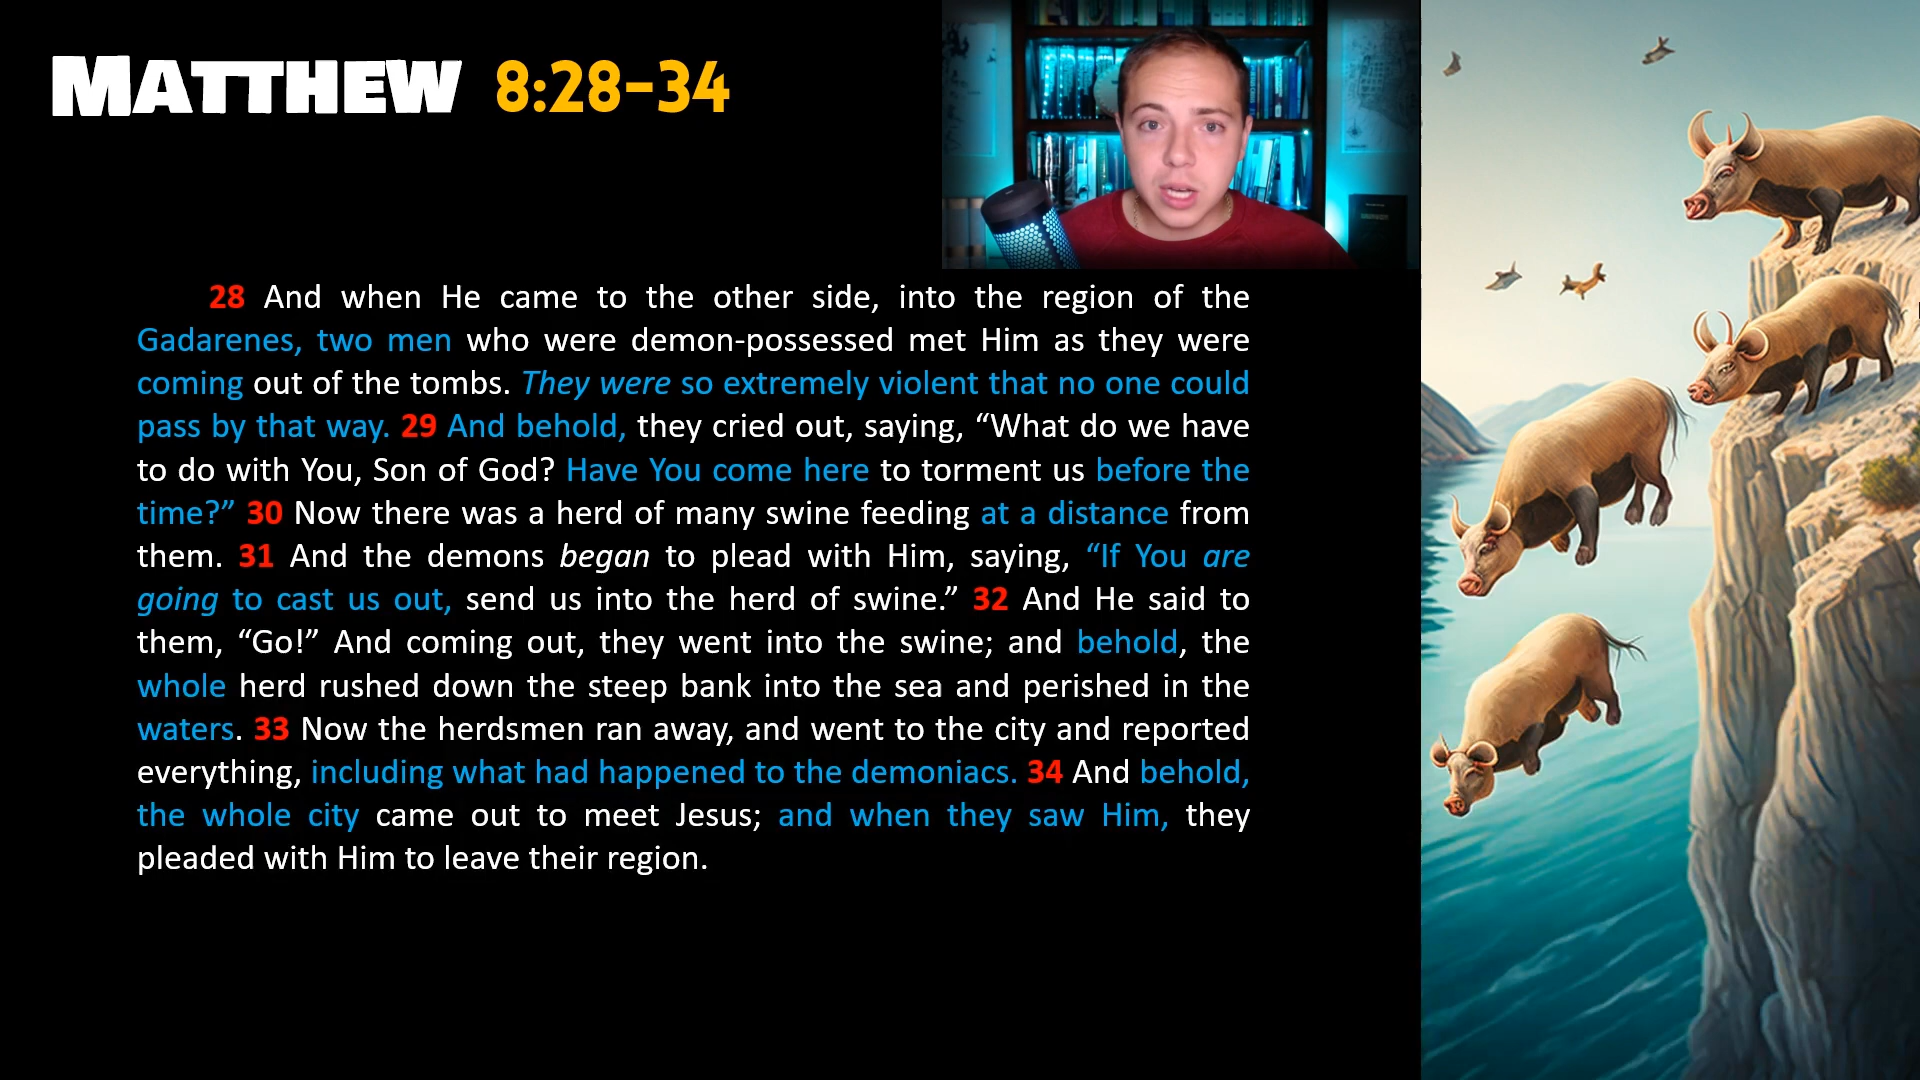 MATTHEW 8:28-34
28 And when He came to the other side, into the region of the
Gadarenes, two men who were demon-possessed met Him as they were
coming out of the tombs. They were so extremely violent that no one could
pass by that way. 29 And behold, they cried out, saying, “What do we have
to do with You, Son of God? Have You come here to torment us before the
time?” 30 Now there was a herd of many swine feeding at a distance from
them. 31 And the demons began to plead with Him, saying, “If You are
going to cast us out, send us into the herd of swine.” 32 And He said to
them, “Go!” And coming out, they went into the swine; and behold, the
whole herd rushed down the steep bank into the sea and perished in the
waters. 33 Now the herdsmen ran away, and went to the city and reported
everything, including what had happened to the demoniacs. 34 And behold,
the whole city came out to meet Jesus; and when they saw Him, they
pleaded with Him to leave their region.